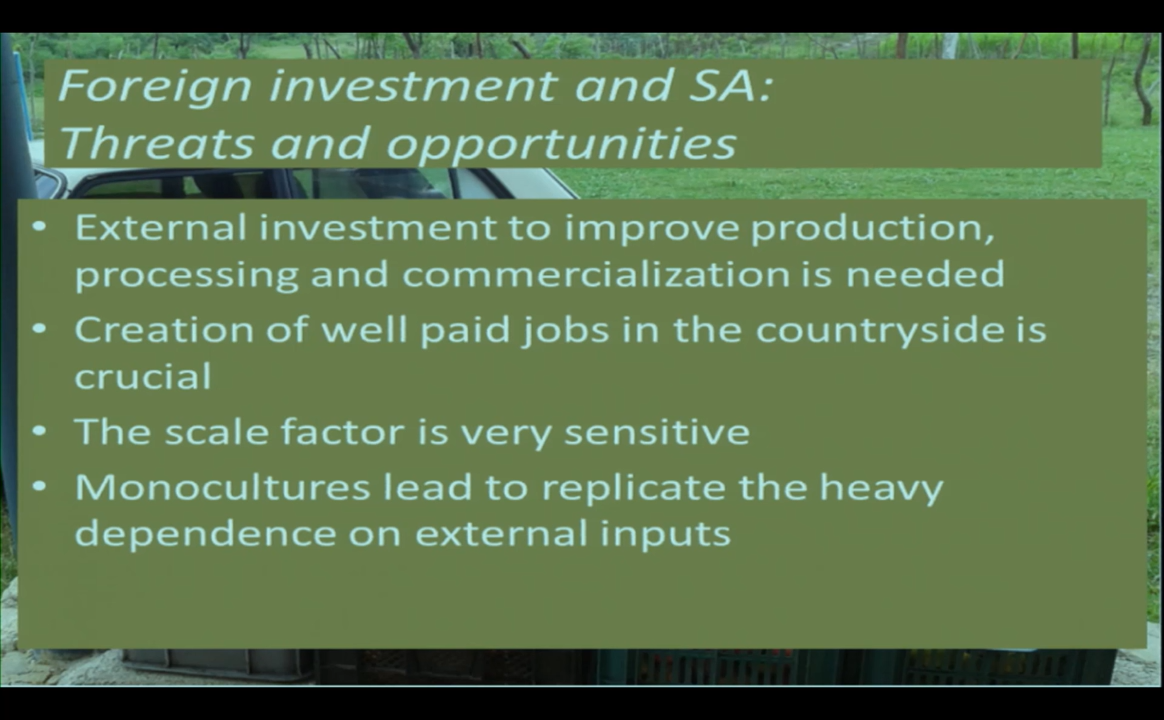 Foreign investment and SA:
Threats and opportunities
• External investment to improve production,
processing and commercialization is needed
• Creation of well paid jobs in the countryside is
crucial
• The scale factor is very sensitive
• Monocultures lead to replicate the heavy
dependence on external inputs